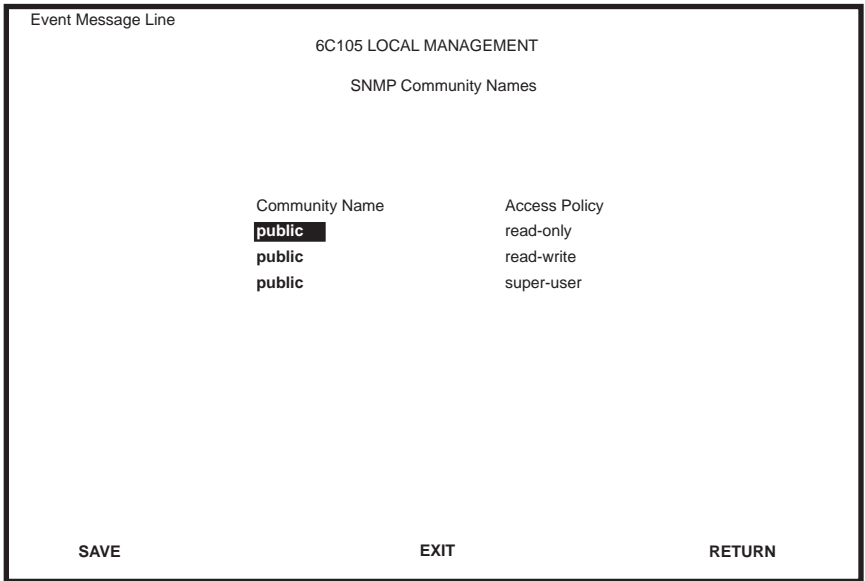 Event Message Line
6C105 LOCAL MANAGEMENT
SNMP Community Names
Community Name Access Policy
public read-only
public read-write
public super-user
SAVE EXIT RETURN